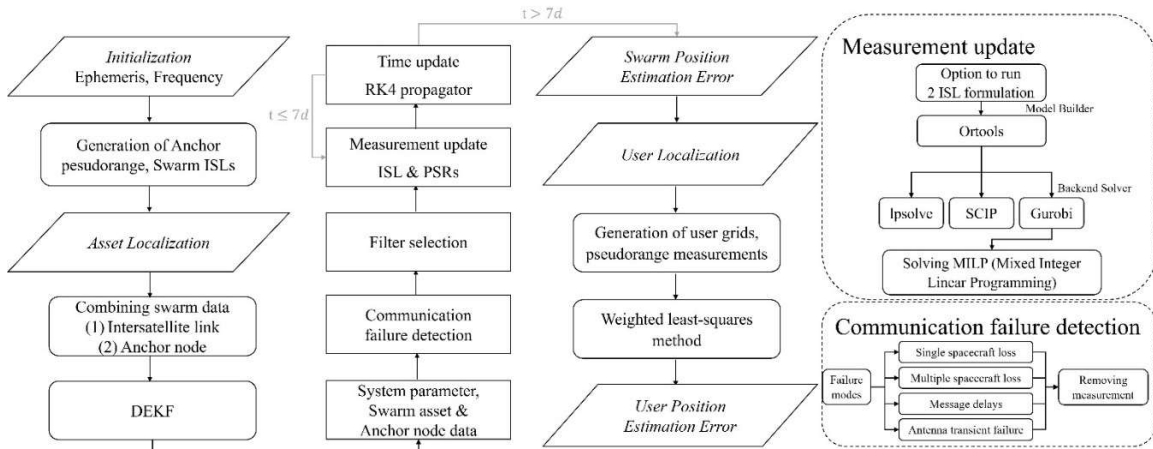 Initialization
Ephemeris, Frequency
Generation of Anchor
pesudorange, Swarm ISLs
Asset Localization
Combining swarm data
(1) Intersatellite link
(2) Anchor node
DEKF
t > 7d
t ≤ 7d
Time update
RK4 propagator
Measurement update
ISL & PSRs
Filter selection
Communication
failure detection
System parameter,
Swarm asset &
Anchor node data
Swarm Position
Estimation Error
User Localization
Generation of user grids,
pseudorange measurements
Weighted least-squares
method
User Position
Estimation Error
Measurement update
Option to run
2 ISL formulation
Model Builder
Ortools
Backend Solver
lpsolve
SCIP
Gurobi
Solving MILP (Mixed Integer
Linear Programming)
Communication failure detection
Failure
modes
Single spacecraft loss
Multiple spacecraft loss
Message delays
Antenna transient failure
Removing
measurement